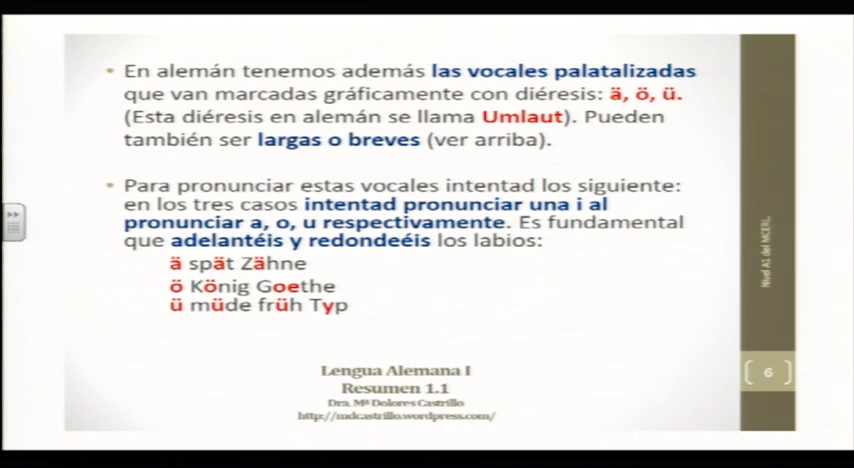 • En alemán tenemos además las vocales palatalizadas
que van marcadas gráficamente con diéresis: ä, ö, ü.
(Esta diéresis en alemán se llama Umlaut). Pueden
también ser largas o breves (ver arriba).
• Para pronunciar estas vocales intentad los siguiente:
en los tres casos intentad pronunciar una i al
pronunciar a, o, u respectivamente. Es fundamental
que adelantéis y redondeéis los labios:
ä spät Zähne
ö König Goethe
ü müde früh Typ
Lengua Alemana I
Resumen 1.1
Dra. Mª Dolores Castrillo
http://mdcastrillo.wordpress.com/
Nivel A1 del MCERL.
6